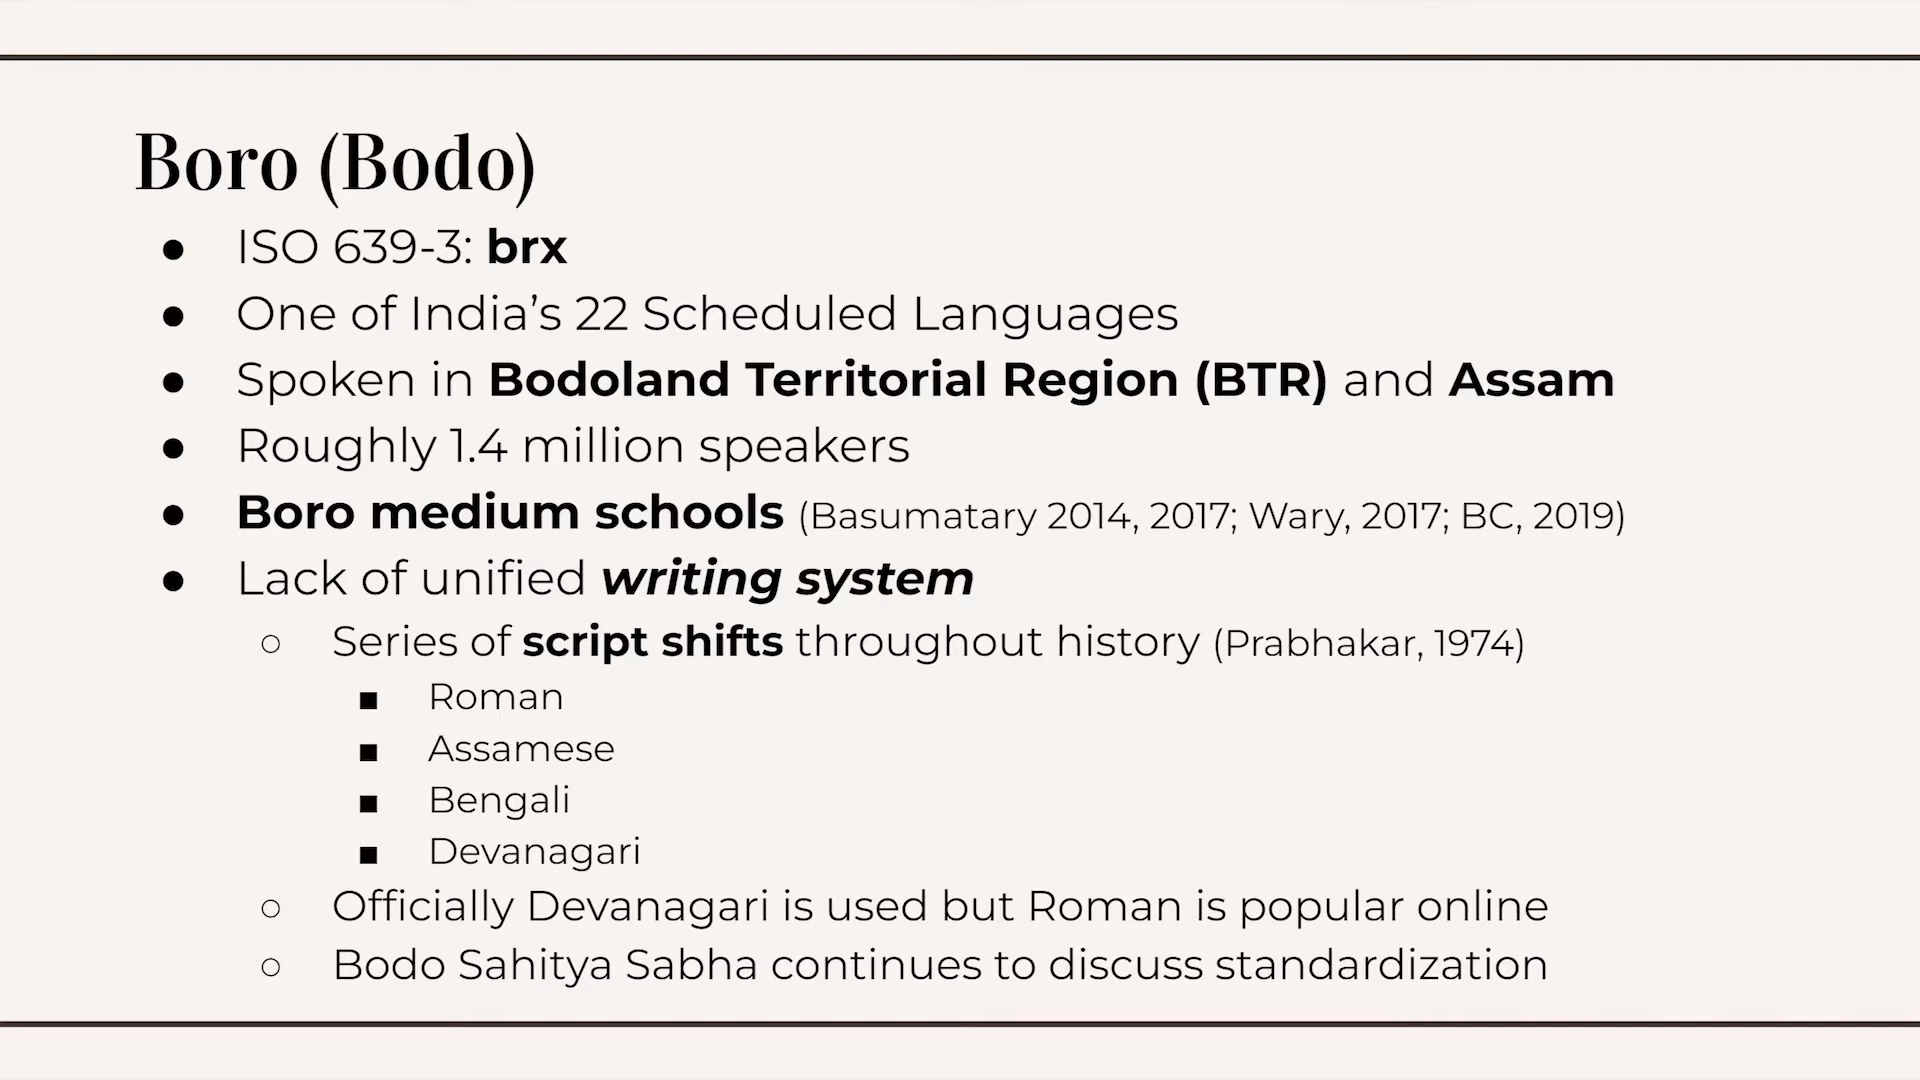 Boro (Bodo)
● ISO 639-3: brx
● One of India’s 22 Scheduled Languages
● Spoken in Bodoland Territorial Region (BTR) and Assam
● Roughly 1.4 million speakers
● Boro medium schools (Basumatary 2014, 2017; Wary, 2017; BC, 2019)
● Lack of unified writing system
○ Series of script shifts throughout history (Prabhakar, 1974)
■ Roman
■ Assamese
■ Bengali
■ Devanagari
○ Officially Devanagari is used but Roman is popular online
○ Bodo Sahitya Sabha continues to discuss standardization